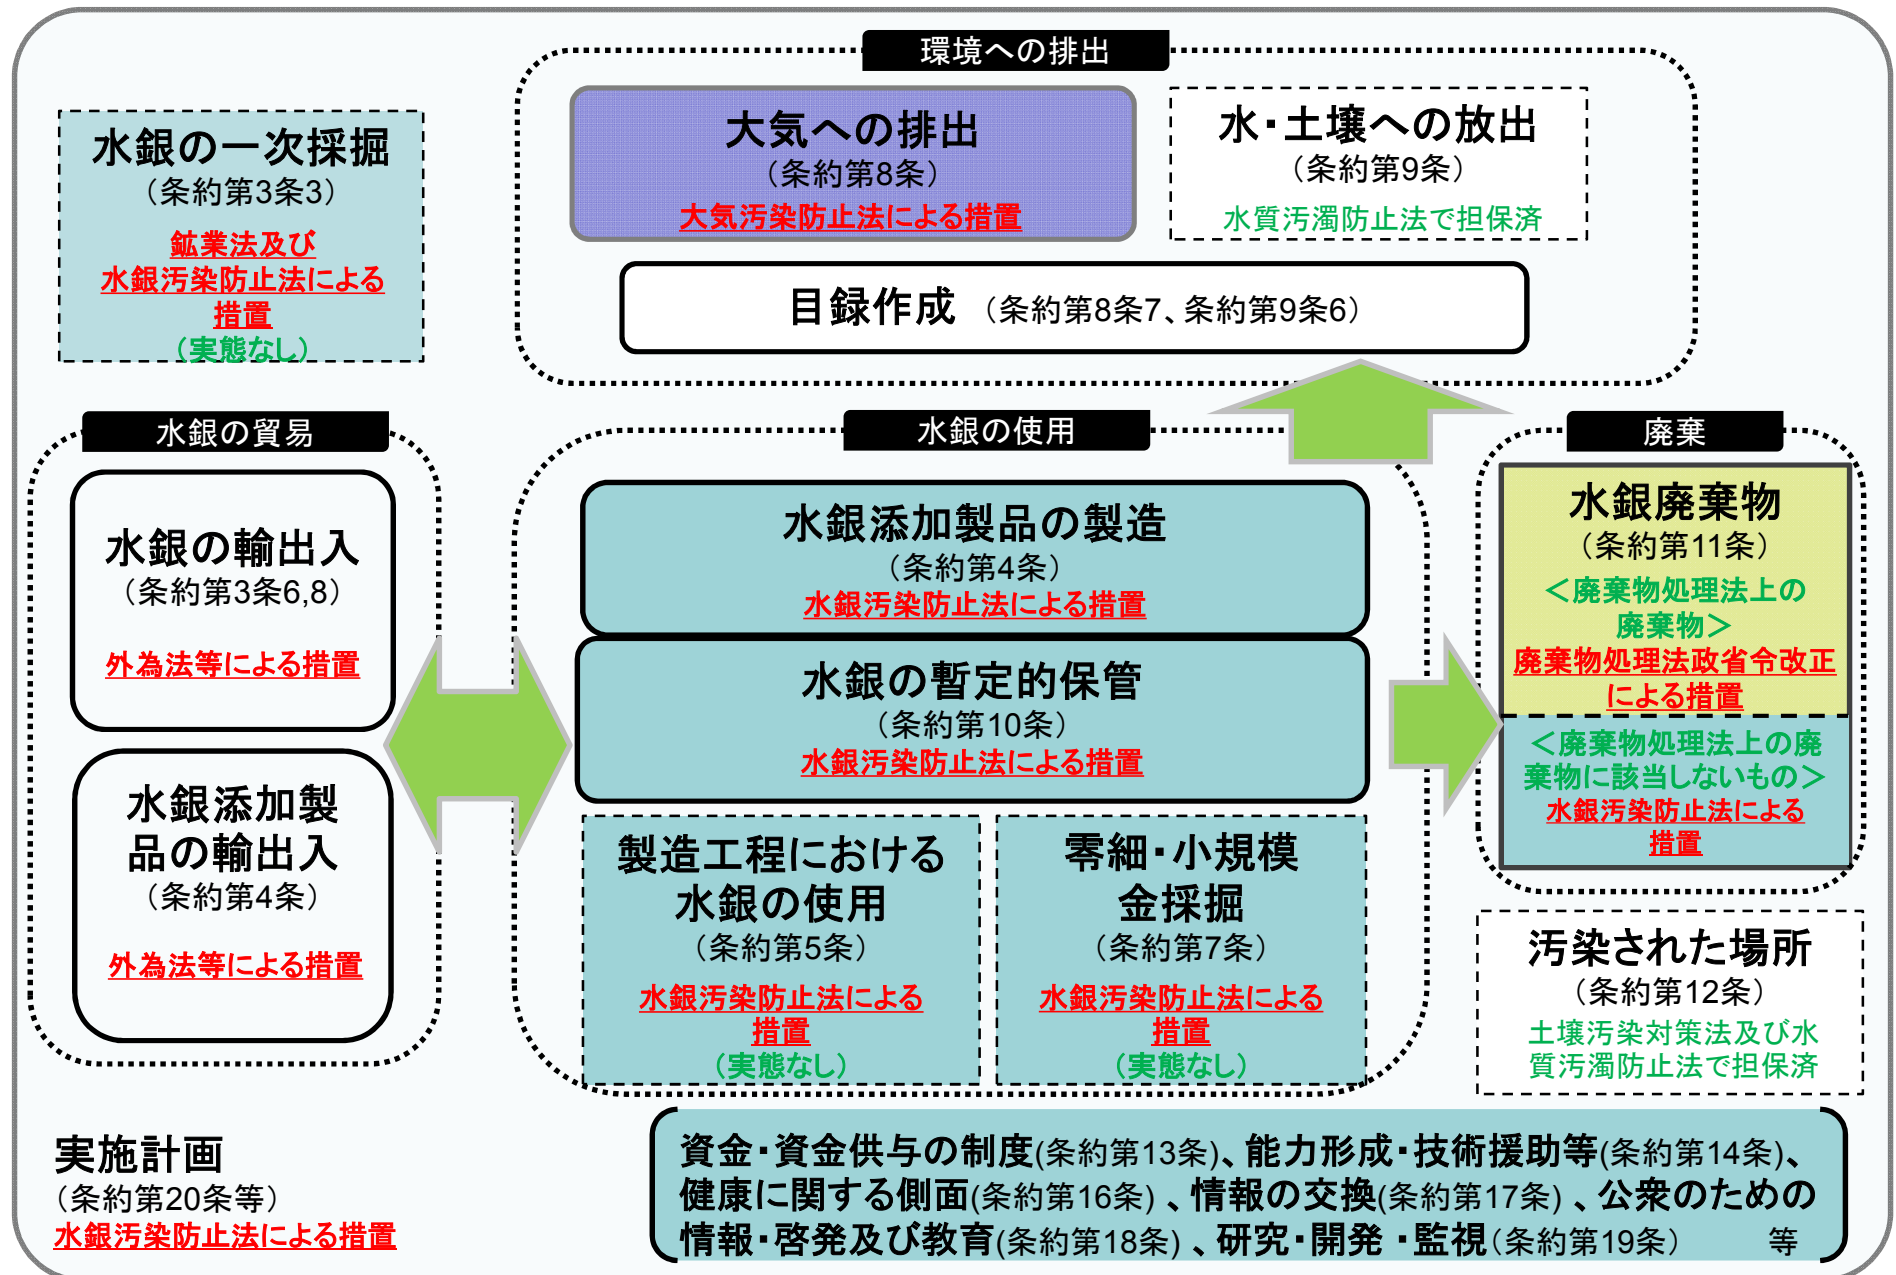 環境への排出
大気への排出
（条約第8条）
大気汚染防止法による措置
水・土壌への放出
（条約第9条）
水質汚濁防止法で担保済
目録作成 （条約第8条7、条約第9条6）
水銀の一次採掘
（条約第3条3）
鉱業法及び
水銀汚染防止法による
措置
（実態なし）
水銀の貿易
水銀の輸出入
（条約第3条6,8）
外為法等による措置
水銀添加製
品の輸出入
（条約第4条）
外為法等による措置
水銀の使用
水銀添加製品の製造
（条約第4条）
水銀汚染防止法による措置
水銀の暫定的保管
（条約第10条）
水銀汚染防止法による措置
製造工程における
水銀の使用
（条約第5条）
水銀汚染防止法による
措置
（実態なし）
零細・小規模
金採掘
（条約第7条）
水銀汚染防止法による
措置
（実態なし）
廃棄
水銀廃棄物
（条約第11条）
＜廃棄物処理法上の
廃棄物＞
廃棄物処理法政省令改正
による措置
＜廃棄物処理法上の廃
棄物に該当しないもの＞
水銀汚染防止法による
措置
汚染された場所
（条約第12条）
土壌汚染対策法及び水
質汚濁防止法で担保済
実施計画
（条約第20条等）
水銀汚染防止法による措置
資金・資金供与の制度(条約第13条)、能力形成・技術援助等(条約第14条)、
健康に関する側面(条約第16条) 、情報の交換(条約第17条) 、公衆のための
情報・啓発及び教育(条約第18条) 、研究・開発 ・監視（条約第19条） 等